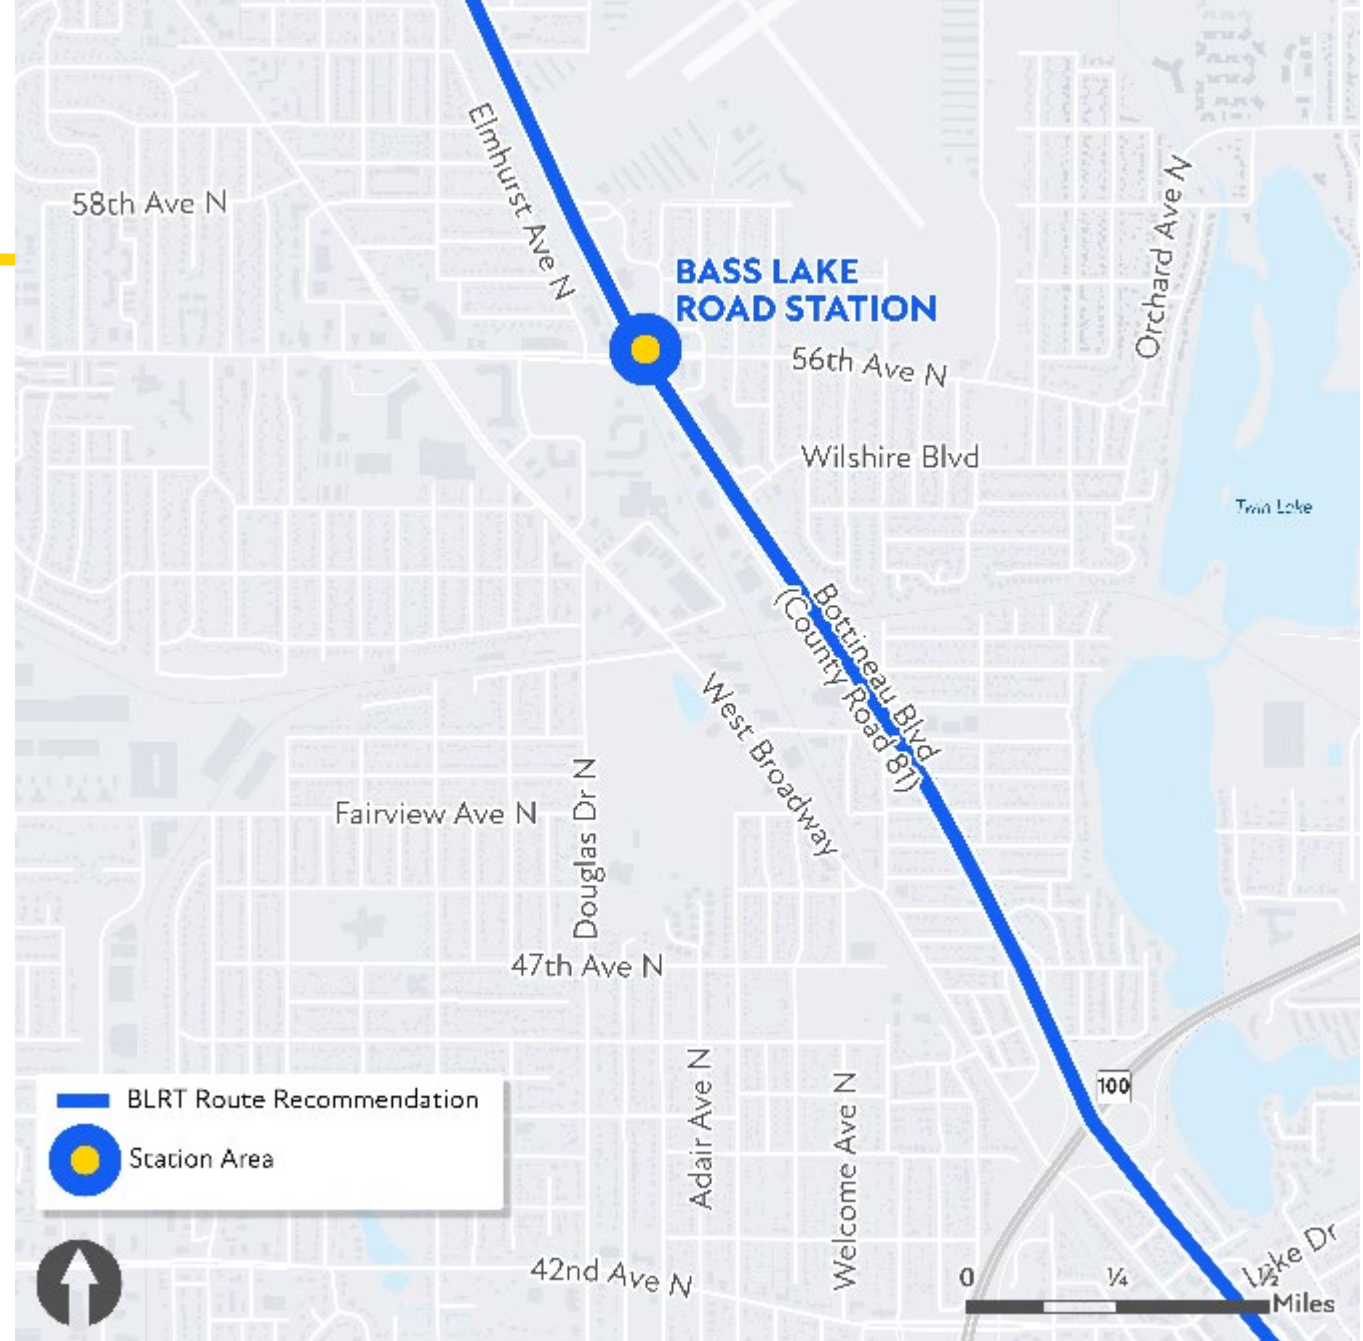 Elmhurst Ave N
58th Ave N
Orchard Ave N
BASS LAKE
ROAD STATION
56th Ave N
Wilshire Blvd
Twin Lake
Bottineau Blvd
(County Road 81)
West Broadway
Fairview Ave N
Douglas Dr N
47th Ave N
100
Adair Ave N
Welcome Ave N
BLRT Route Recommendation
Station Area
42nd Ave N
Lake Dr
0 ¼ ½
Miles